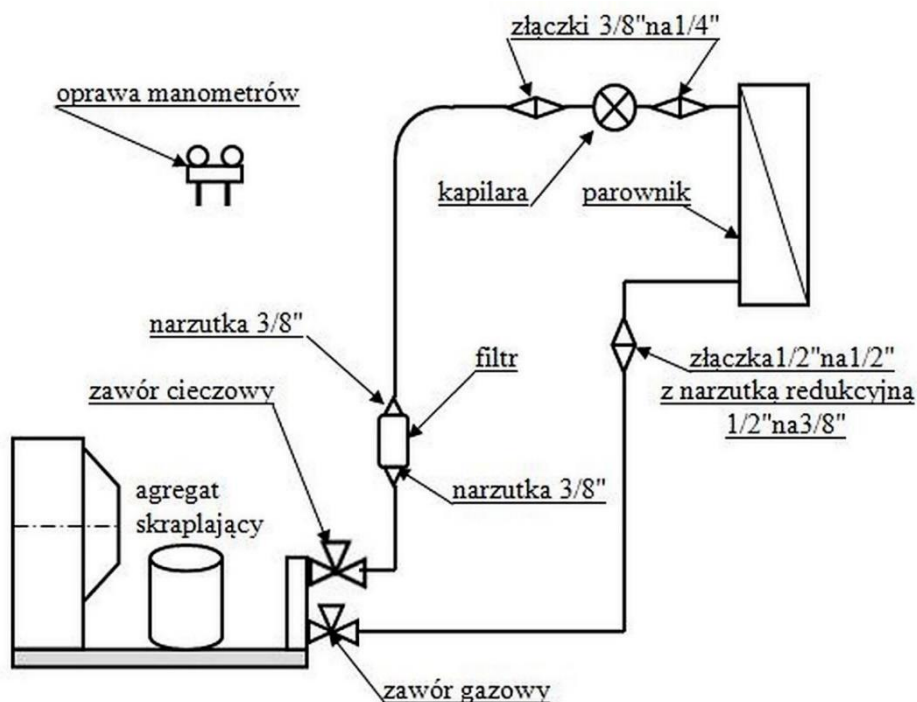 złączki 3/8"na1/4"
oprawa manometrów
kapilara
parownik
narzutka 3/8"
filtr
złączka1/2"na1/2"
z narzutką redukcyjną
1/2"na3/8"
zawór cieczowy
narzutka 3/8"
agregat
skraplający
zawór gazowy